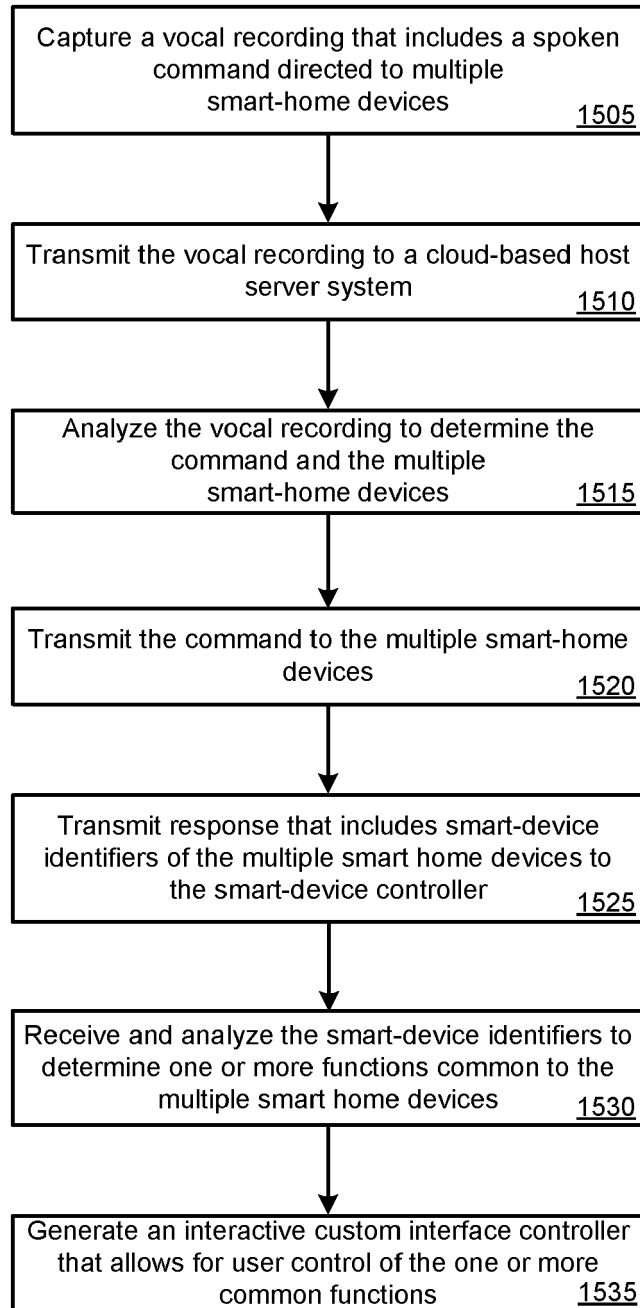 Capture a vocal recording that includes a spoken
command directed to multiple
smart-home devices
1505
Transmit the vocal recording to a cloud-based host
server system
1510
Analyze the vocal recording to determine the
command and the multiple
smart-home devices
1515
Transmit the command to the multiple smart-home
devices
1520
Transmit response that includes smart-device
identifiers of the multiple smart home devices to
the smart-device controller
1525
Receive and analyze the smart-device identifiers to
determine one or more functions common to the
multiple smart home devices
1530
Generate an interactive custom interface controller
that allows for user control of the one or more
common functions
1535